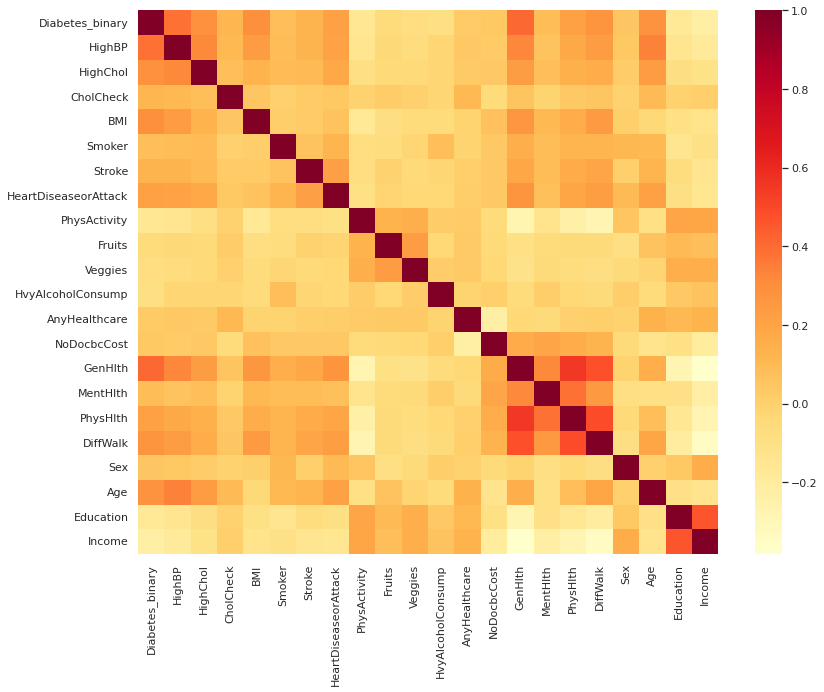 Diabetes_binary
HighBP
HighChol
CholCheck
BMI
Smoker
Stroke
HeartDiseaseorAttack
PhysActivity
Fruits
Veggies
HvyAlcoholConsump
AnyHealthcare
NoDocbcCost
GenHlth
MentHlth
PhysHlth
DiffWalk
Sex
Age
Education
Income
Diabetes_binary
HighBP
HighChol
CholCheck
BMI
Smoker
Stroke
HeartDiseaseorAttack
PhysActivity
Fruits
Veggies
HvyAlcoholConsump
AnyHealthcare
NoDocbcCost
GenHlth
MentHlth
PhysHlth
DiffWalk
Sex
Age
Education
Income
1.0
0.8
0.6
0.4
0.2
0.0
−0.2